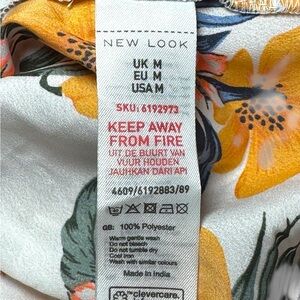 NEW LOOK
UK M
EU M
USA M
SKU: 6192973
KEEP AWAY
FROM FIRE
UIT DE BUURT VAN
VUUR HOUDEN
JAUHKAN DARI API
4609/6192883/89
GB: 100% Polyester
Warm gentle wash
Do not bleach
Do not tumble dry
Cool iron
Wash with similar colours
Made in India
clevercare.